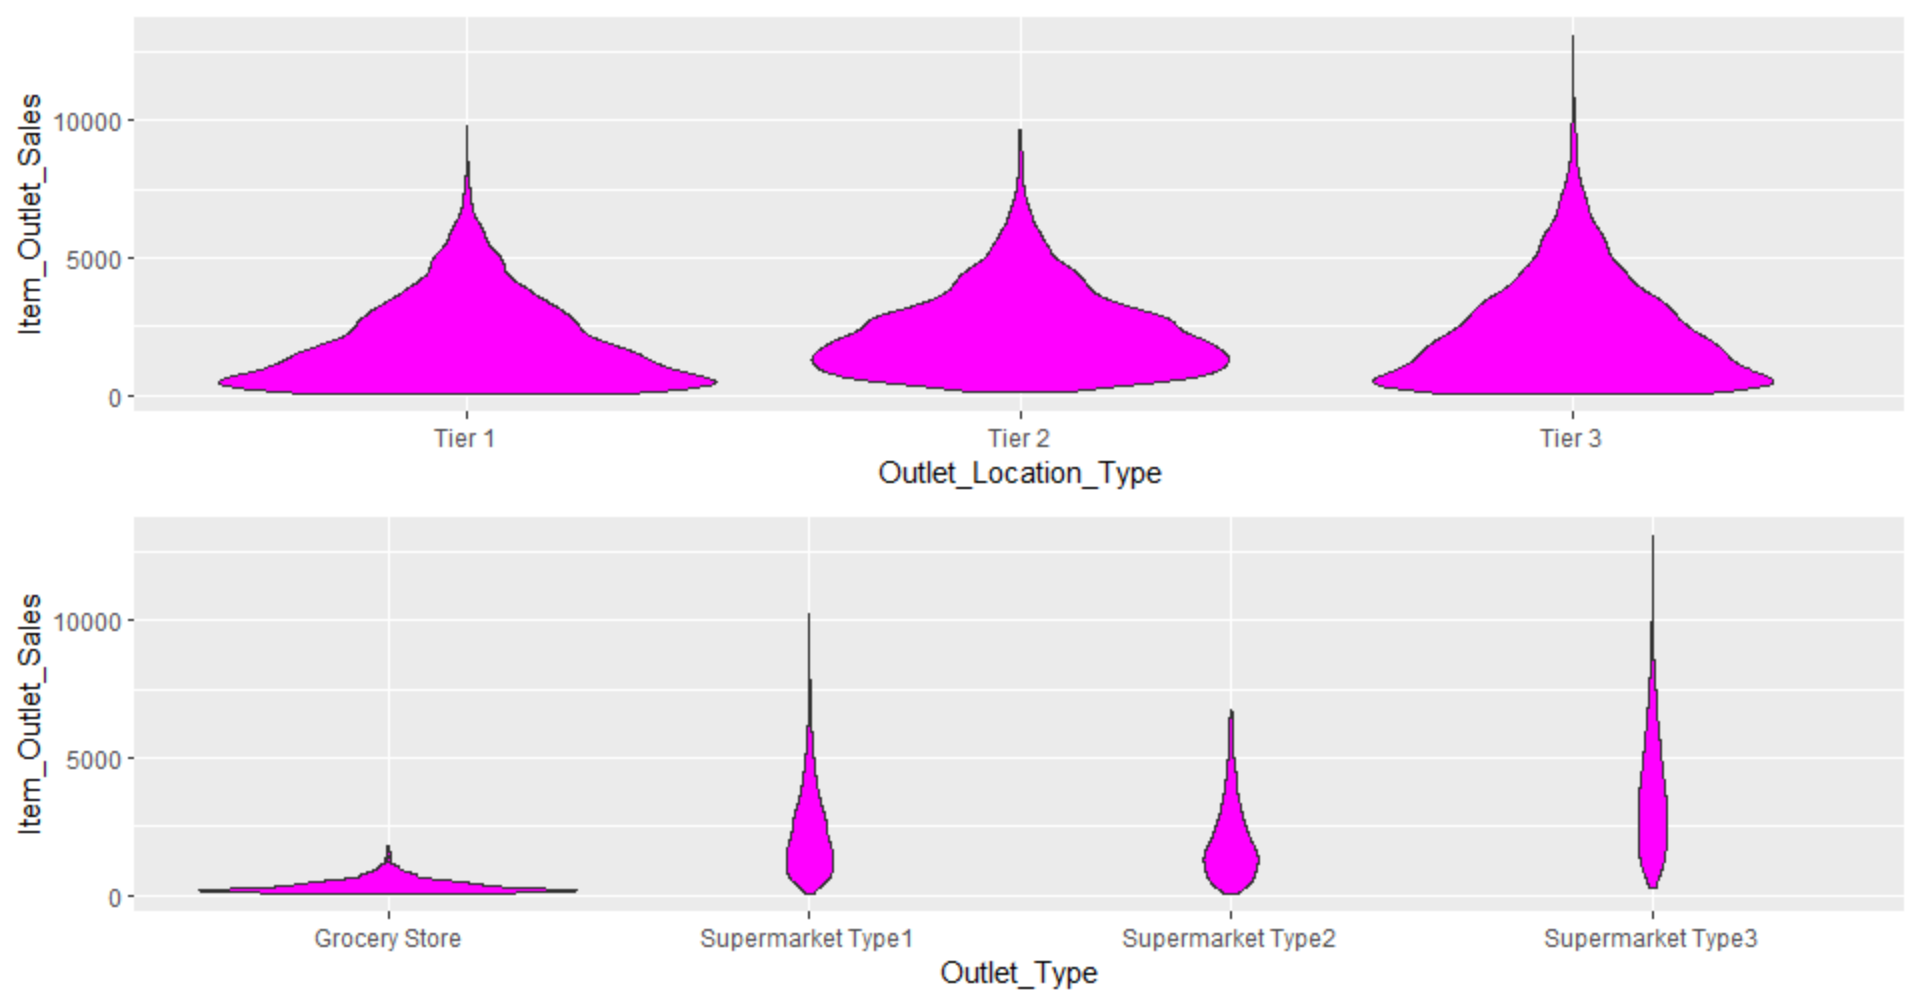 Item_Outlet_Sales
10000
5000
0
Tier 1 Tier 2 Tier 3
Outlet_Location_Type
Item_Outlet_Sales
10000
5000
0
Grocery Store Supermarket Type1 Supermarket Type2 Supermarket Type3
Outlet_Type